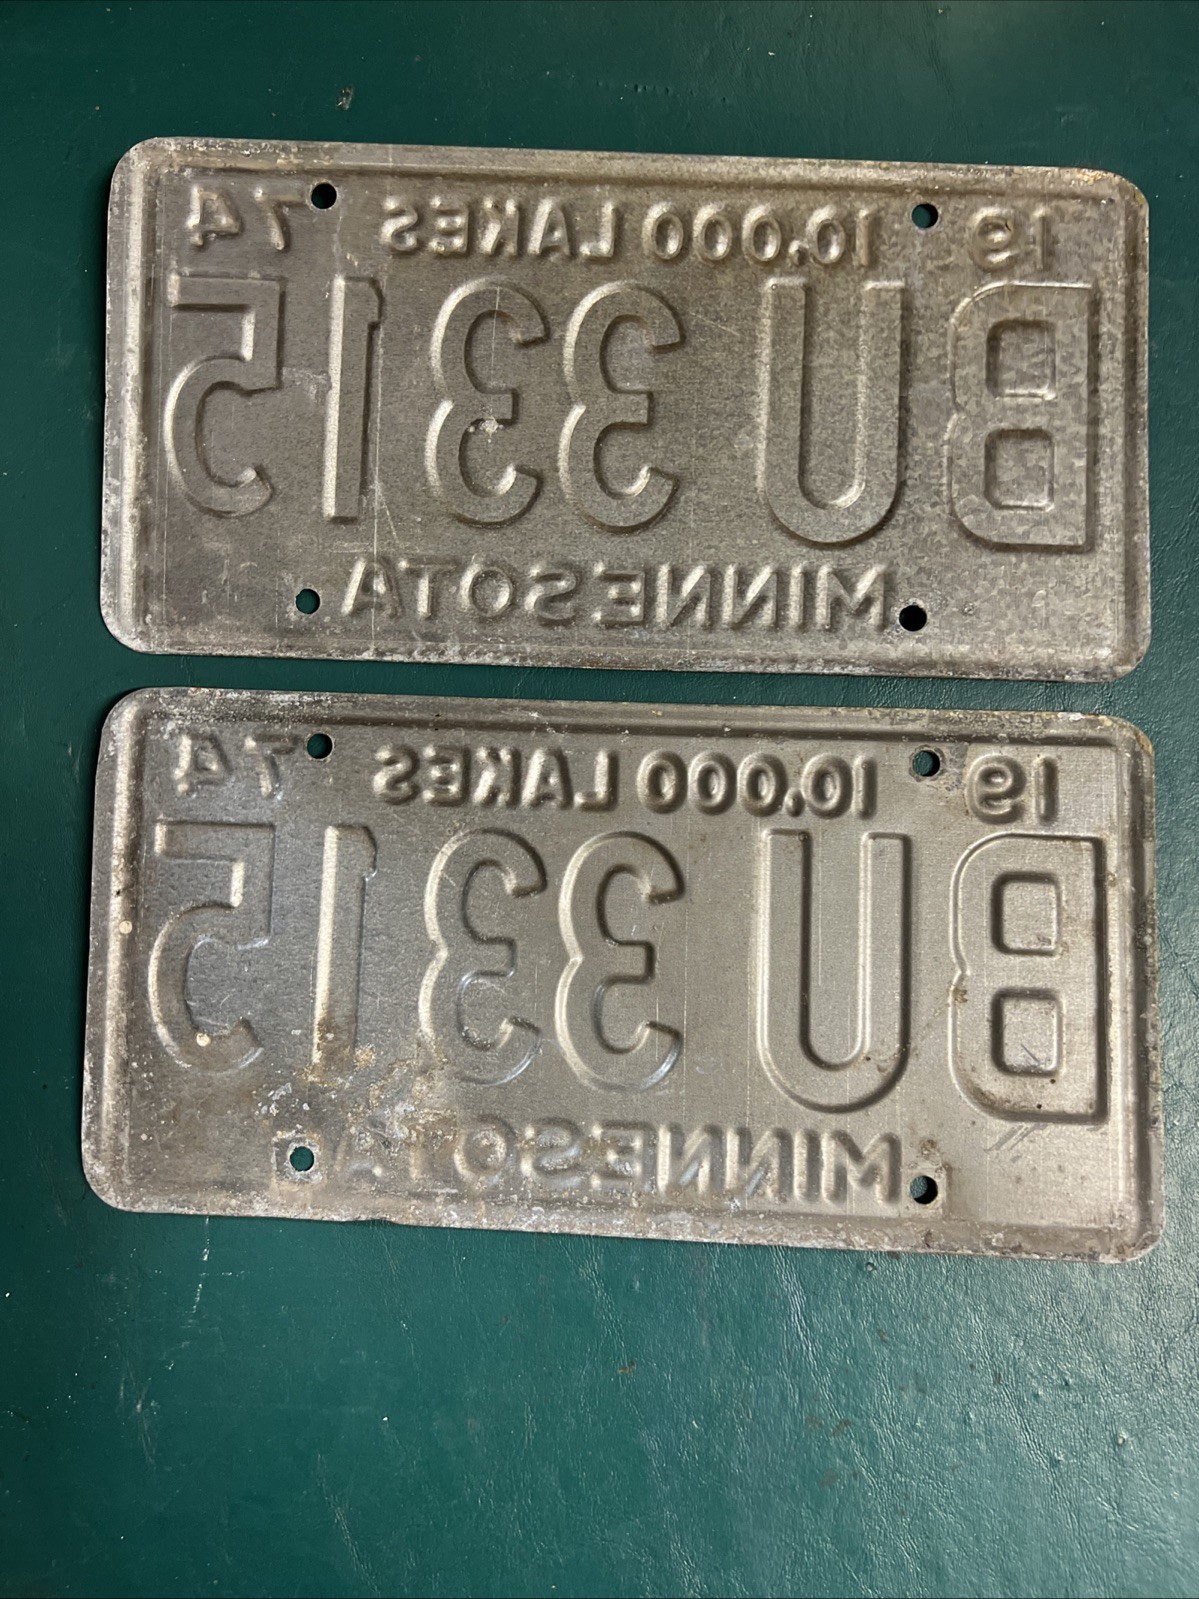 19 10,000 LAKES 74
BU 3315
MINNESOTA
19 10,000 LAKES 74
BU 3315
MINNESOTA